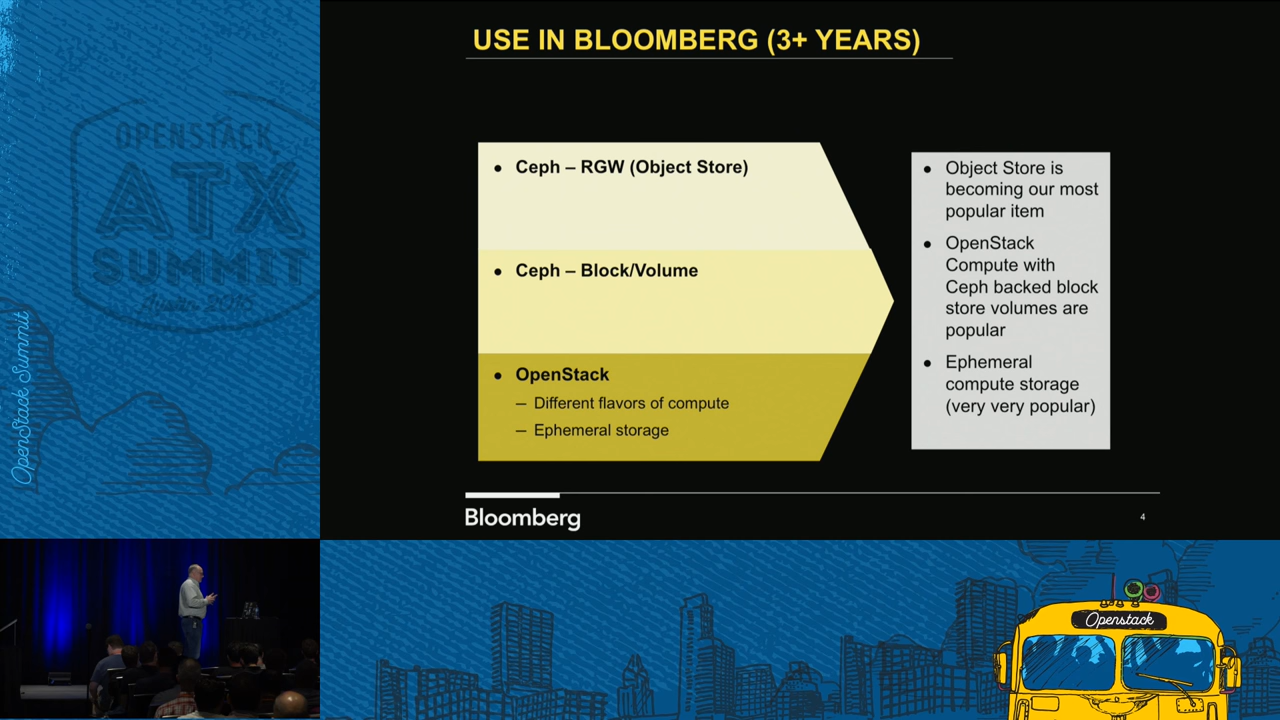 USE IN BLOOMBERG (3+ YEARS)
● Ceph – RGW (Object Store)
● Ceph – Block/Volume
● OpenStack
– Different flavors of compute
– Ephemeral storage
● Object Store is
becoming our most
popular item
● OpenStack
Compute with
Ceph backed block
store volumes are
popular
● Ephemeral
compute storage
(very very popular)
Bloomberg
4
OPENSTACK
ATX
SUMMIT
Austin 2016
OpenStack Summit
Openstack